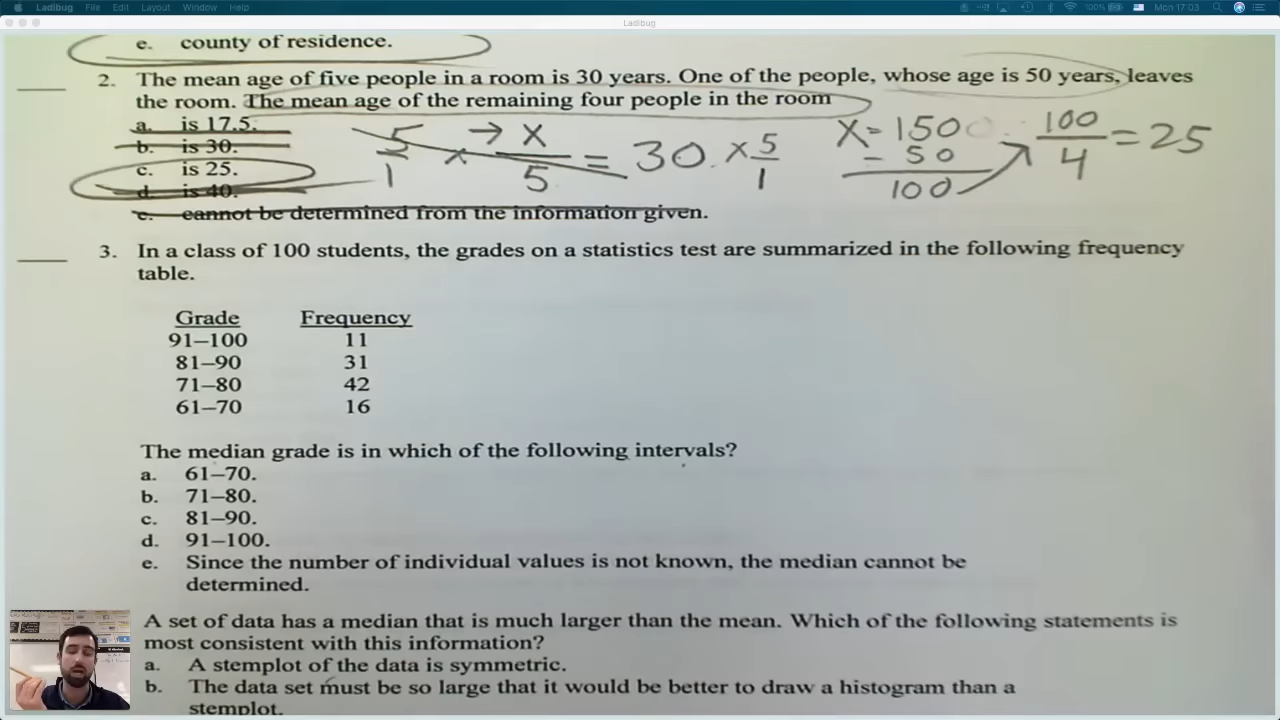 Ladibug File Edit Layout Window Help 100% Mon 17:03
Ladibug
e. county of residence.
2. The mean age of five people in a room is 30 years. One of the people, whose age is 50 years, leaves
the room. The mean age of the remaining four people in the room
a. is 17.5.
b. is 30.
c. is 25.
d. is 40.
e. cannot be determined from the information given.
5/1 × → X/5 = 30 × 5/1
X = 150
- 50
100
100/4 = 25
3. In a class of 100 students, the grades on a statistics test are summarized in the following frequency
table.
Grade Frequency
91–100 11
81–90 31
71–80 42
61–70 16
The median grade is in which of the following intervals?
a. 61–70.
b. 71–80.
c. 81–90.
d. 91–100.
e. Since the number of individual values is not known, the median cannot be
determined.
A set of data has a median that is much larger than the mean. Which of the following statements is
most consistent with this information?
a. A stemplot of the data is symmetric.
b. The data set must be so large that it would be better to draw a histogram than a
stemplot.